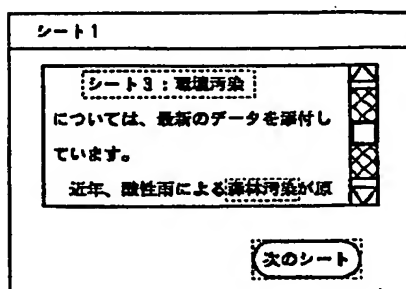 シート1
シート3:環境汚染
については、最新のデータを添付し
ています。
近年、酸性雨による森林汚染が原
次のシート